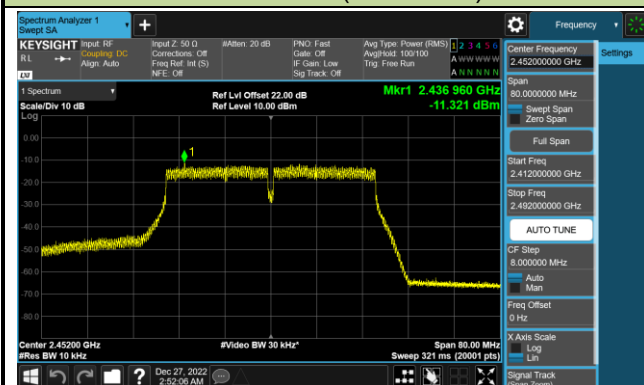 Spectrum Analyzer 1
Swept SA
Frequency
KEYSIGHT
Input: RF
Coupling: DC
Align: Auto
Input Z: 50 Ω
Corrections: Off
Freq Ref: Int (S)
NFE: Off
#Atten: 20 dB
PNO: Fast
Gate: Off
IF Gain: Low
Sig Track: Off
Avg Type: Power (RMS)
Avg|Hold: 100/100
Trig: Free Run
1 2 3 4 5 6
A W W W W W
A N N N N N
RL
LXI
1 Spectrum
Scale/Div 10 dB
Log
Ref Lvl Offset 22.00 dB
Ref Level 10.00 dBm
Mkr1 2.436 960 GHz
-11.321 dBm
1
0.00
-10.0
-20.0
-30.0
-40.0
-50.0
-60.0
-70.0
-80.0
Center 2.45200 GHz
#Res BW 10 kHz
#Video BW 30 kHz*
Span 80.00 MHz
Sweep 321 ms (20001 pts)
Dec 27, 2022
2:52:06 AM
Center Frequency
2.452000000 GHz
Settings
Span
80.0000000 MHz
Swept Span
Zero Span
Full Span
Start Freq
2.412000000 GHz
Stop Freq
2.492000000 GHz
AUTO TUNE
CF Step
8.000000 MHz
Auto
Man
Freq Offset
0 Hz
X Axis Scale
Log
Lin
Signal Track
(Span Zoom)